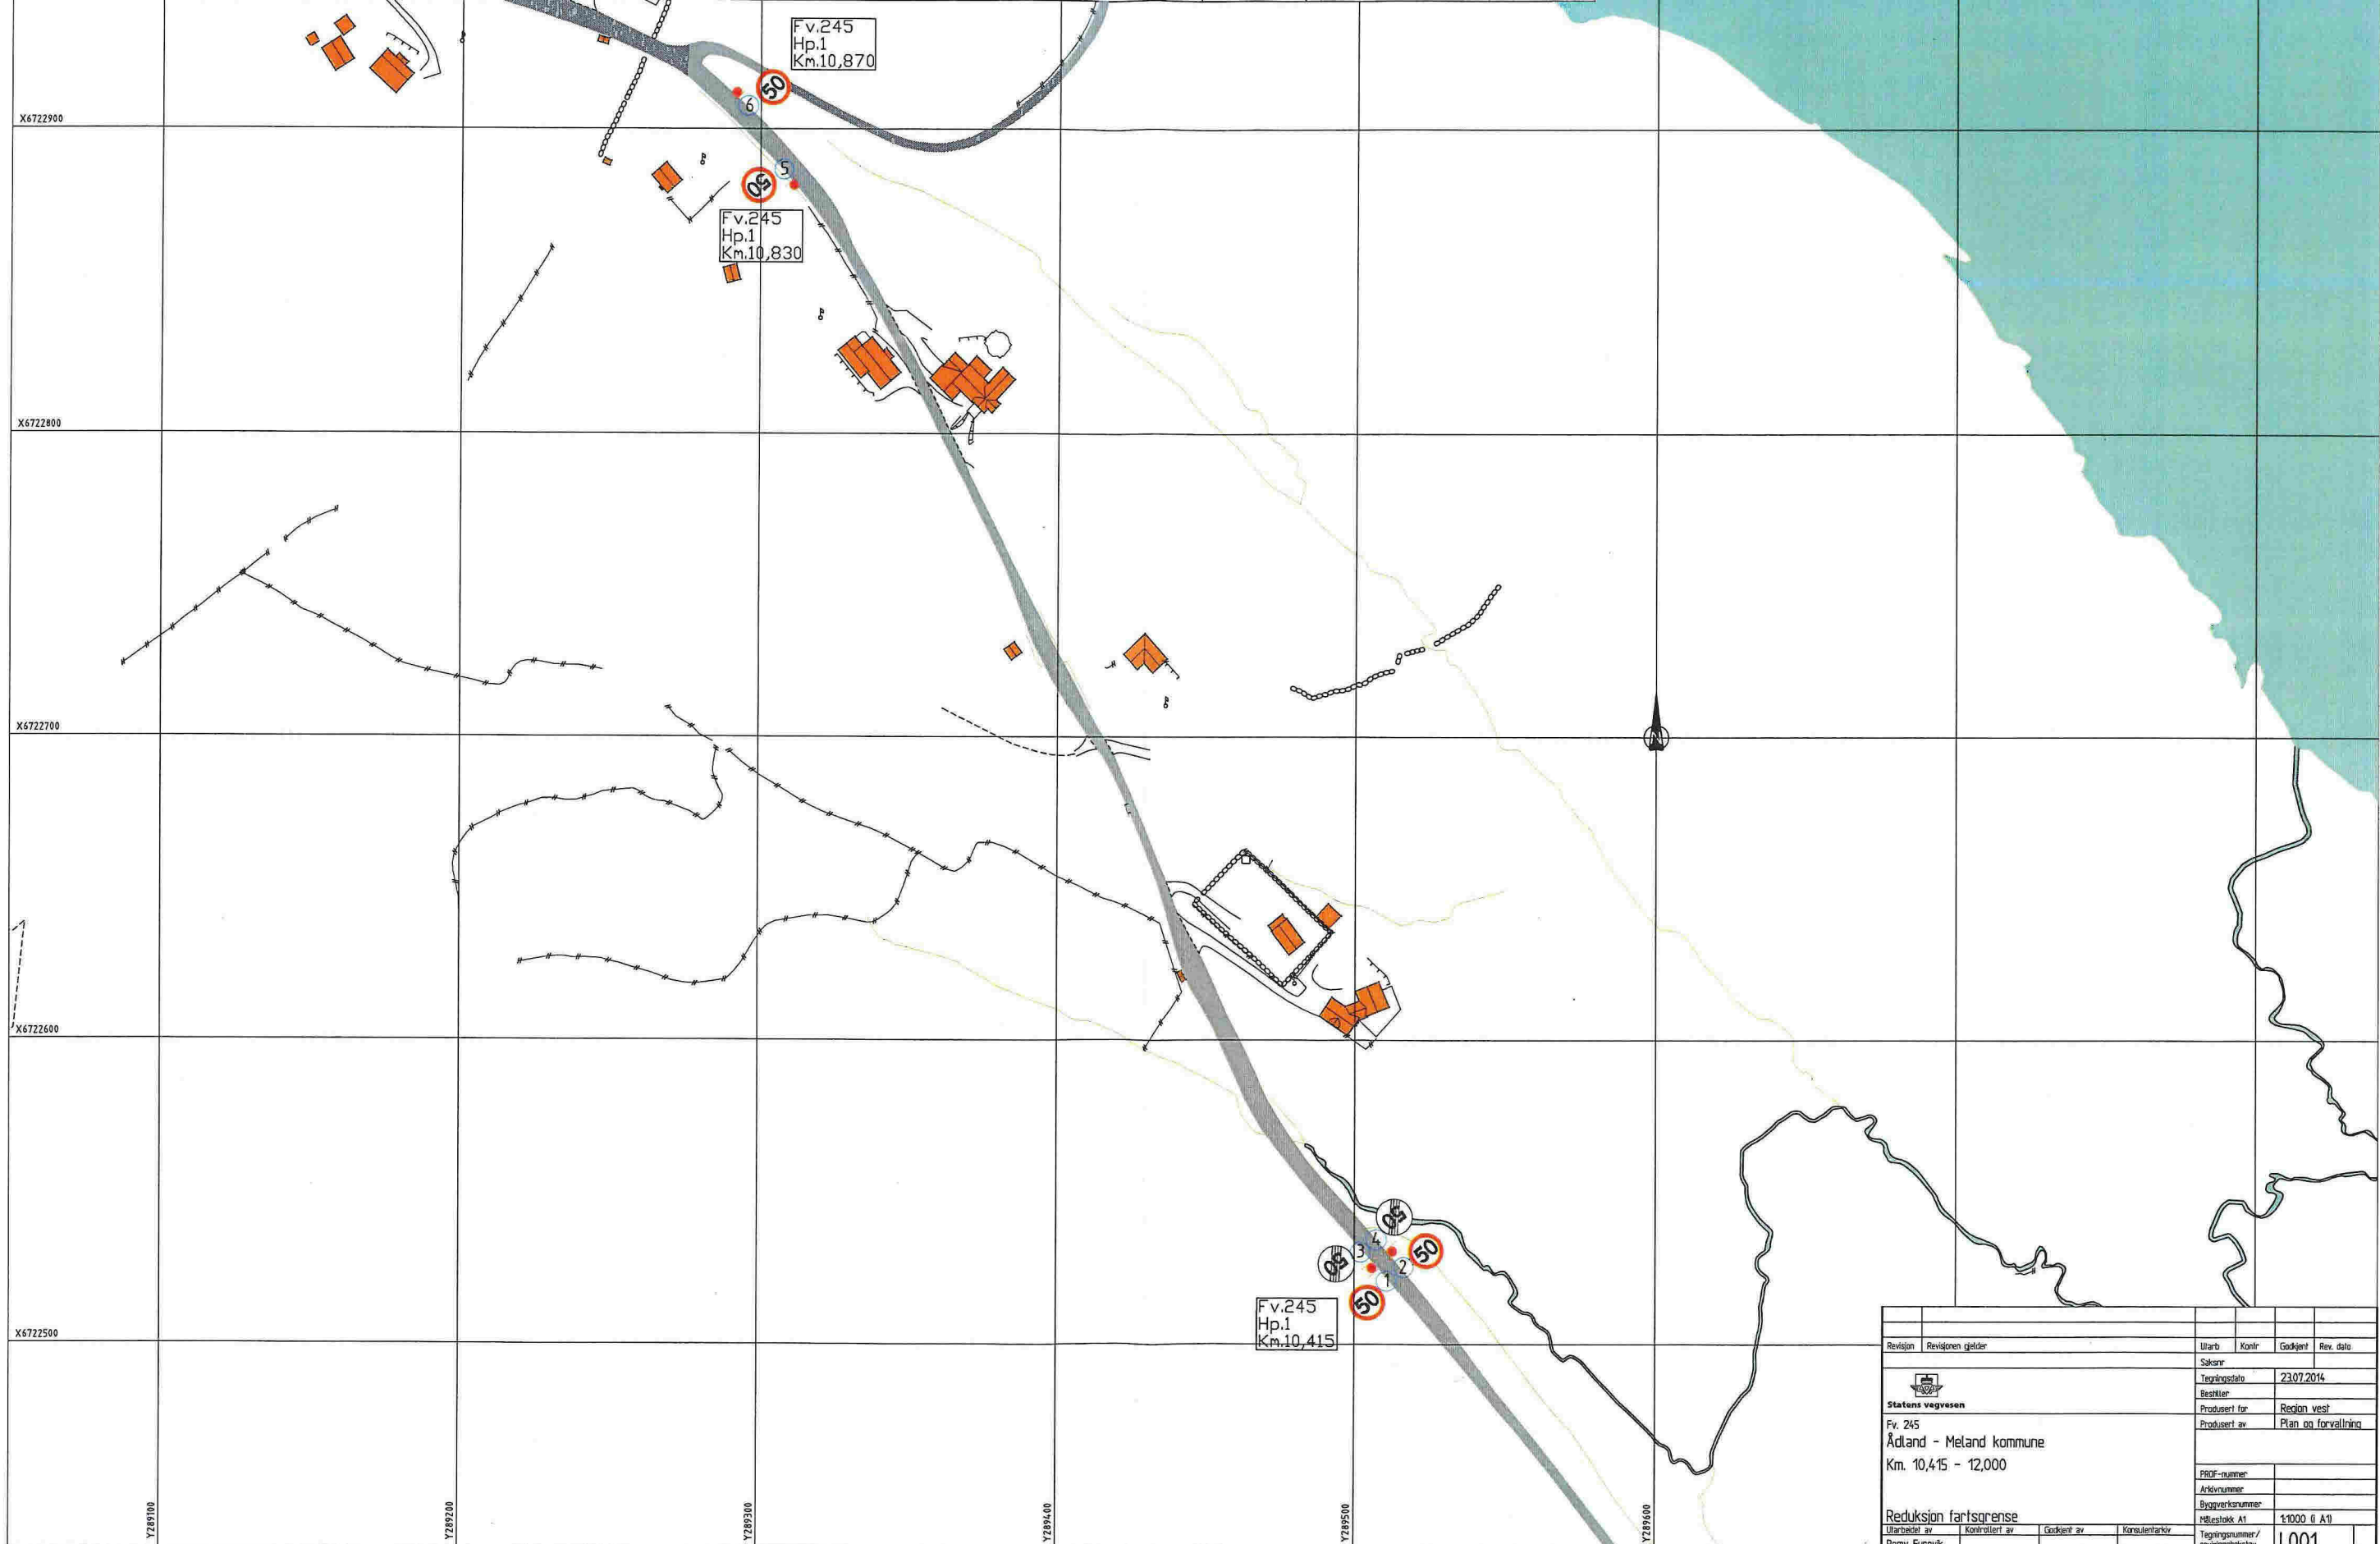 Fv.245
Hp.1
Km.10,870
50
6
X6722900
5
50
Fv.245
Hp.1
Km.10,830
X6722800
X6722700
N
X6722600
50
4
3
50
2
50
1
50
Fv.245
Hp.1
Km.10,415
X6722500
Y289100
Y289200
Y289300
Y289400
Y289500
Y289600
Revisjon Revisjonen gjelder Utarb Kontr Godkjent Rev. dato
Saksnr
Tegningsdato 23.07.2014
Bestiller
Statens vegvesen
Produsert for Region vest
Produsert av Plan og forvaltning
Fv. 245
Ådland - Meland kommune
Km. 10,415 - 12,000
PROF-nummer
Arkivnummer
Byggverksnummer
Reduksjon fartsgrense
Målestokk A1 1:1000 (i A1)
Utarbeidet av Kontrollert av Godkjent av Konsulentarkiv
Tegningsnummer/
L001